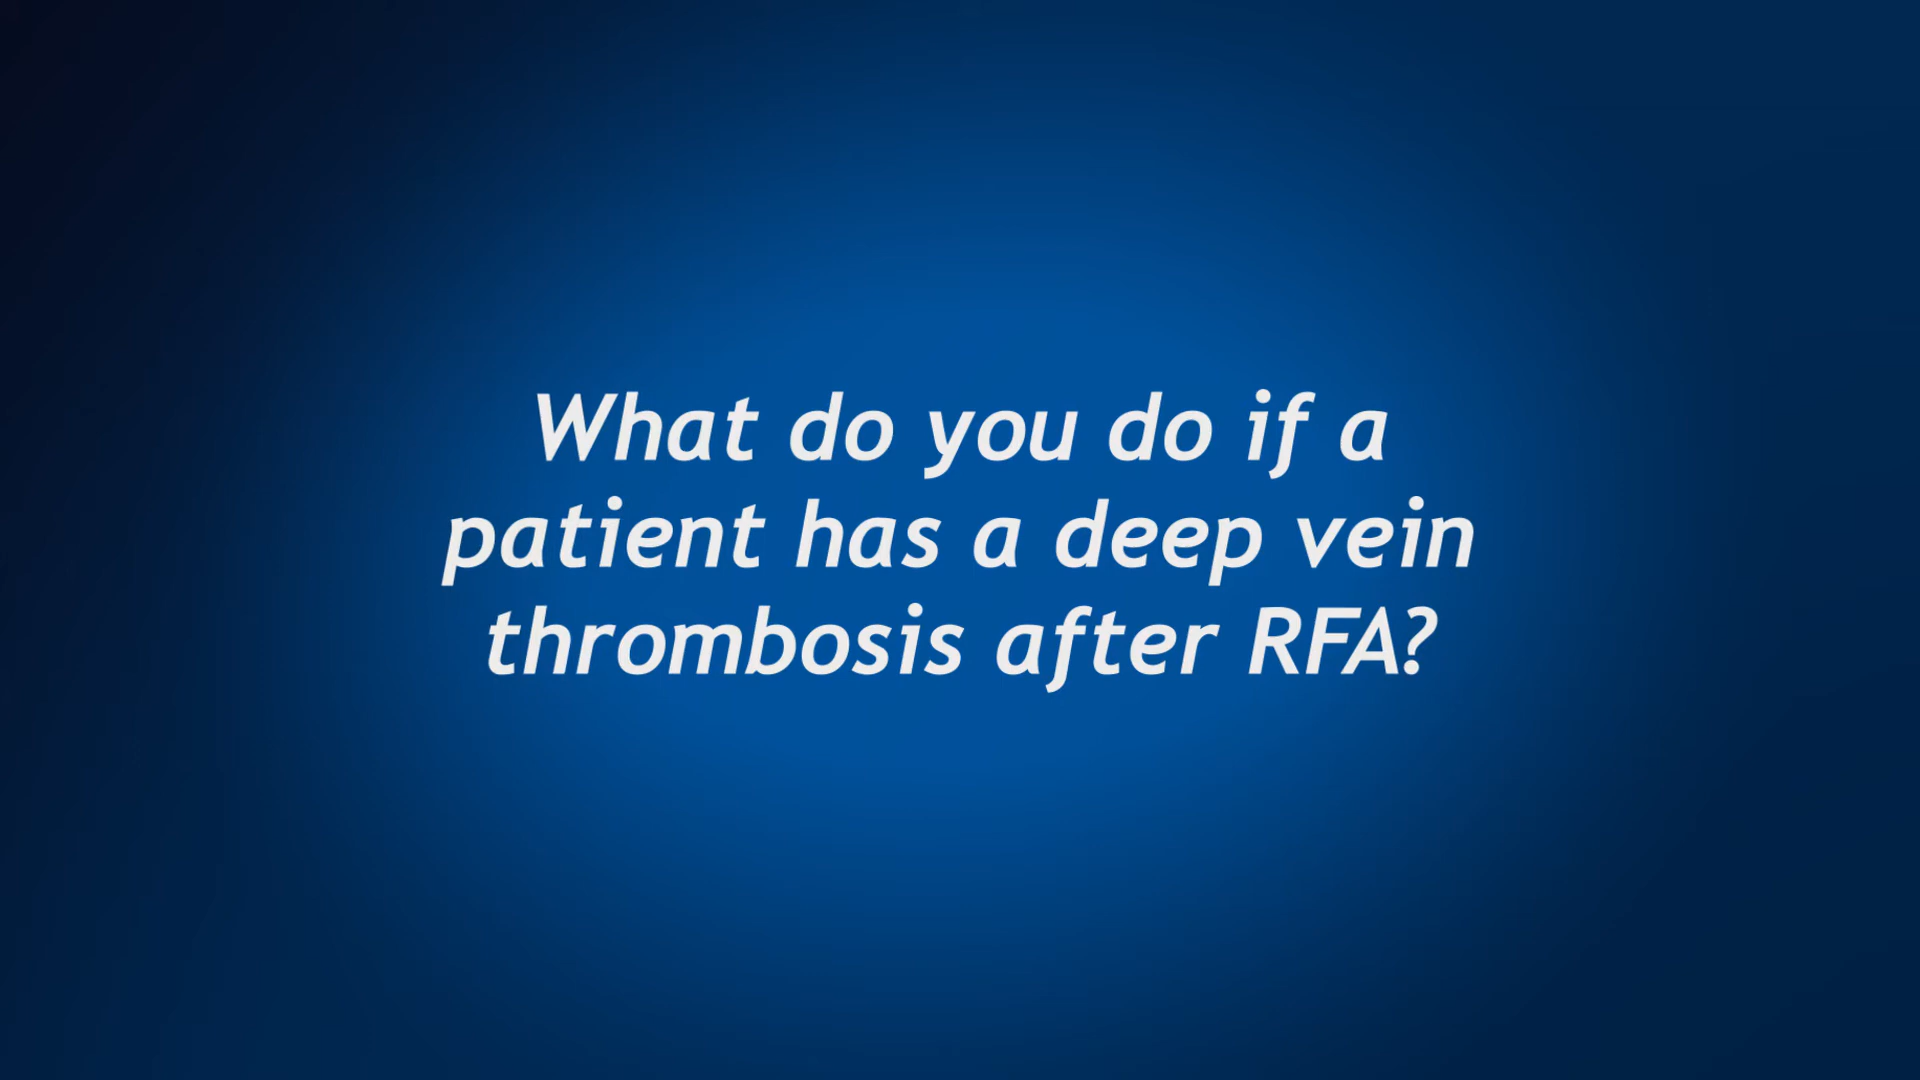 What do you do if a
patient has a deep vein
thrombosis after RFA?